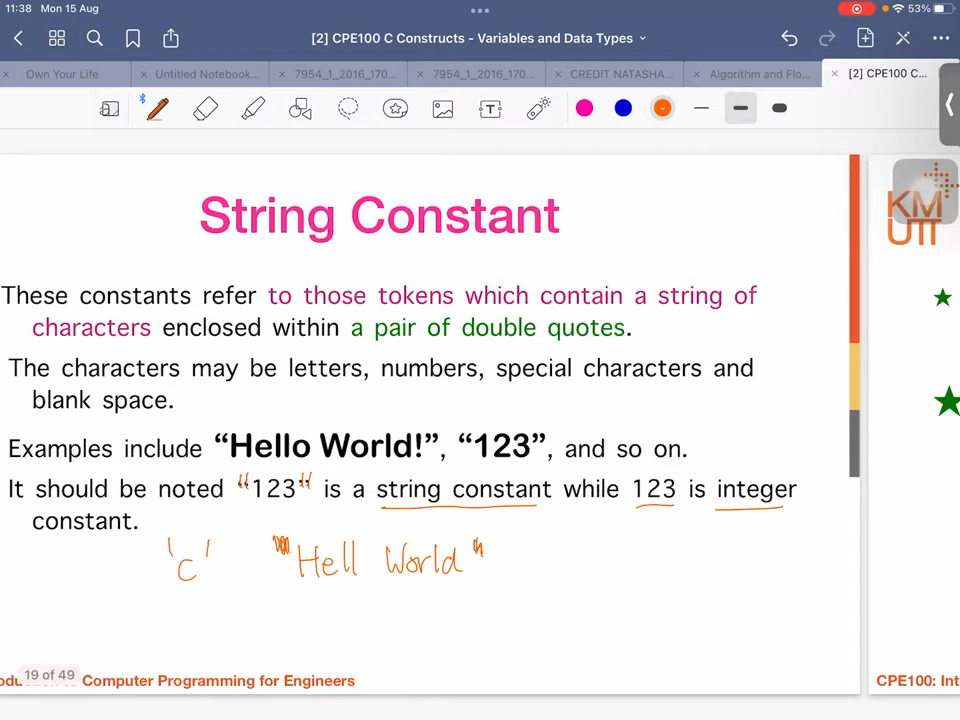 11:38 Mon 15 Aug 53%
[2] CPE100 C Constructs - Variables and Data Types
Own Your Life
Untitled Notebook...
7954_1_2016_170...
7954_1_2016_170...
CREDIT NATASHA...
Algorithm and Flo...
[2] CPE100 C...
T
KM
UTT
String Constant
These constants refer to those tokens which contain a string of
characters enclosed within a pair of double quotes.
The characters may be letters, numbers, special characters and
blank space.
Examples include “Hello World!”, “123”, and so on.
It should be noted “123” is a string constant while 123 is integer
constant.
'c' "Hell World"
19 of 49
Computer Programming for Engineers
CPE100: Int